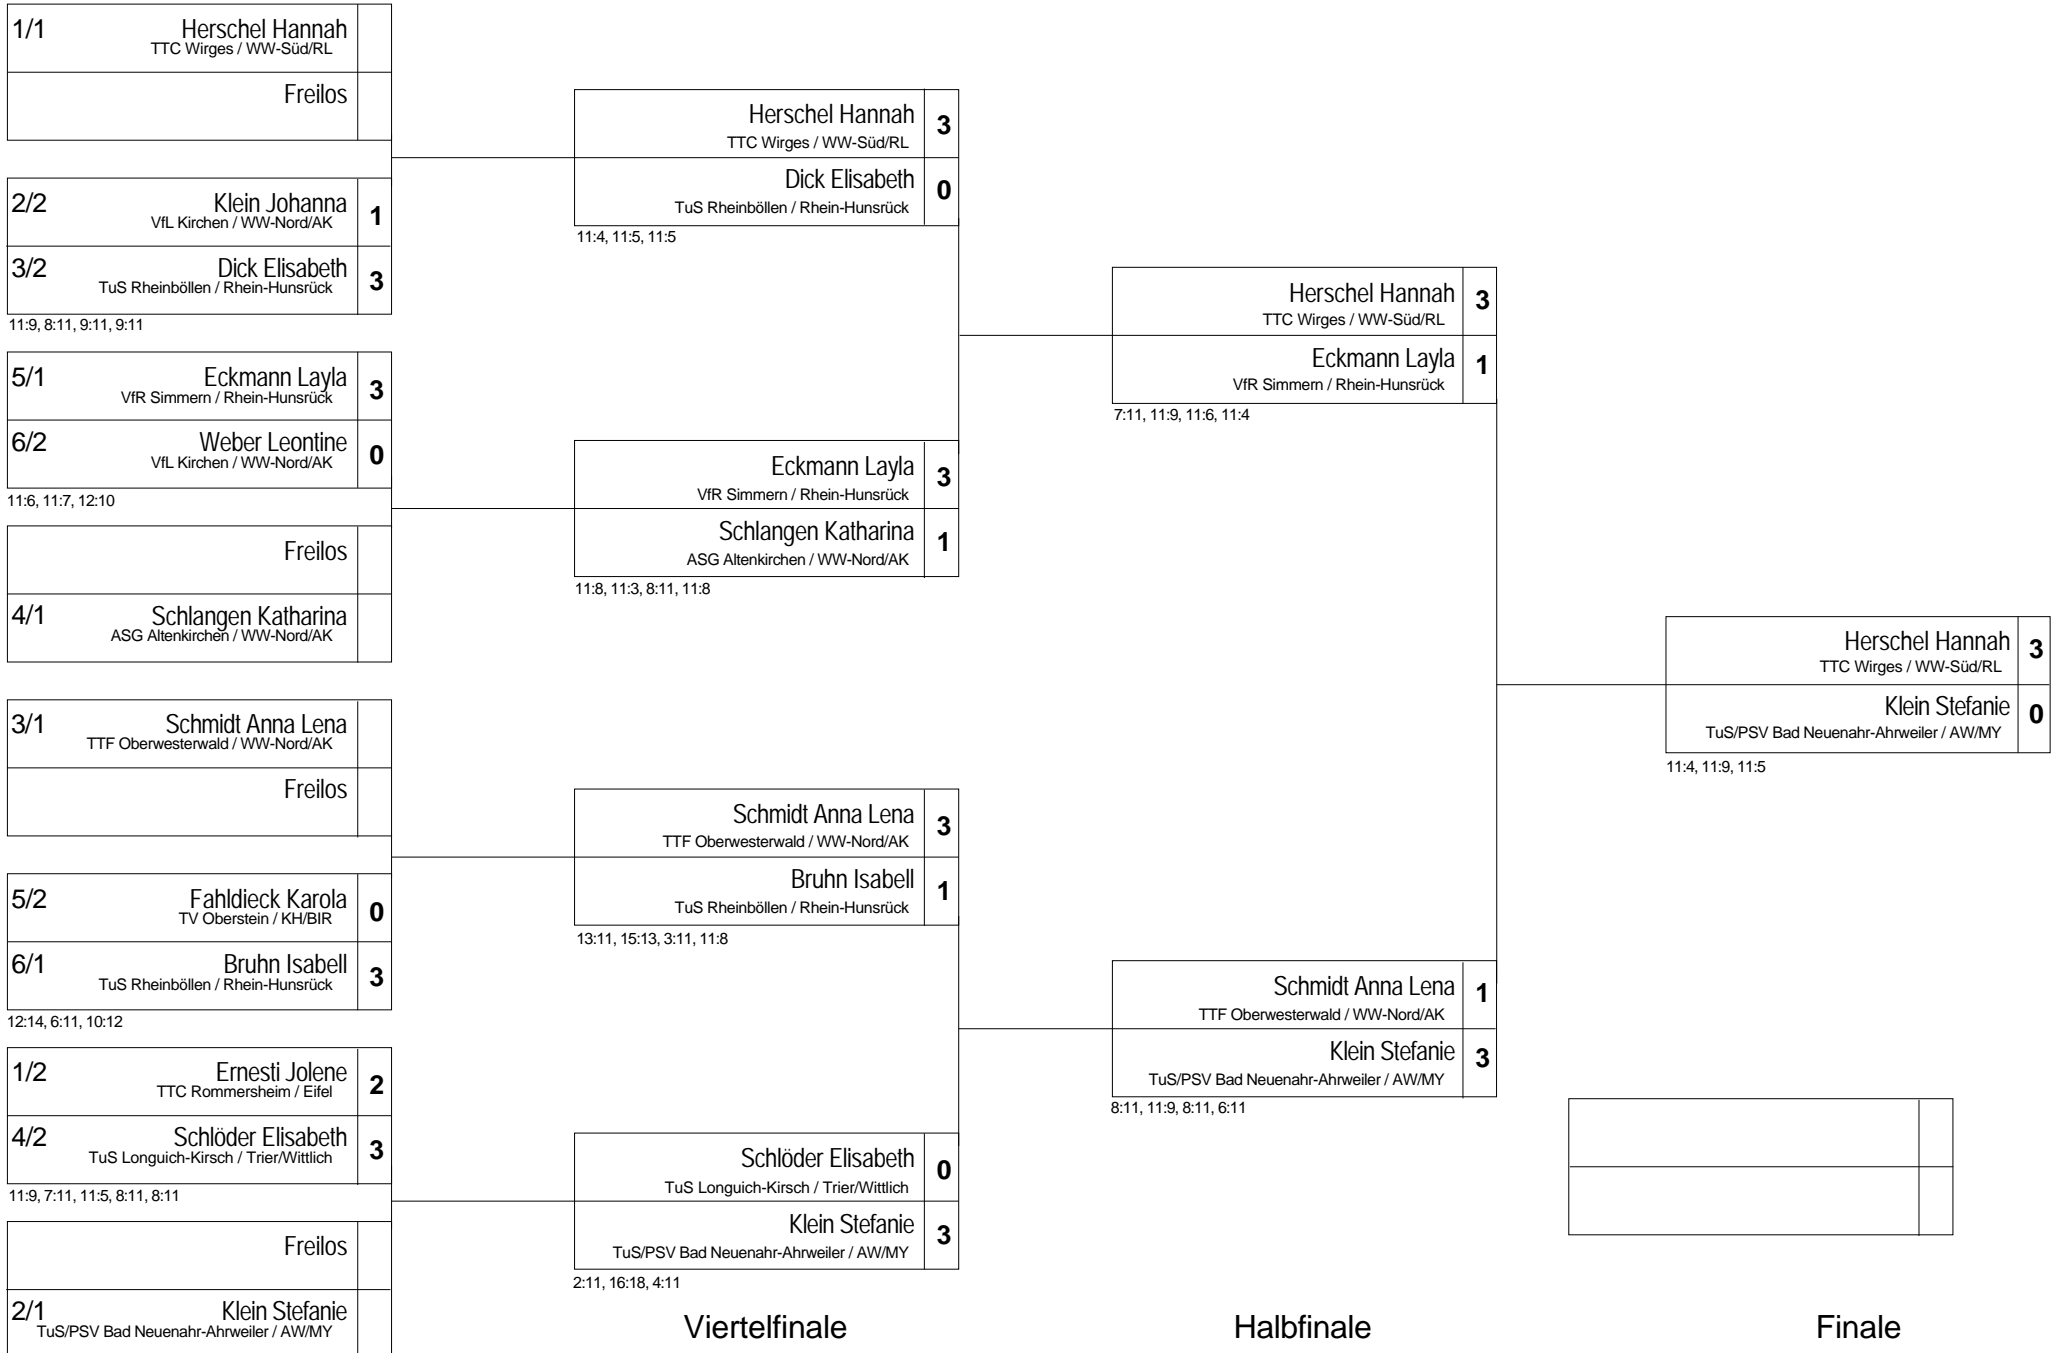 1/1 Herschel Hannah
TTC Wirges / WW-Süd/RL
Freilos
2/2 Klein Johanna 1
VfL Kirchen / WW-Nord/AK
3/2 Dick Elisabeth 3
TuS Rheinböllen / Rhein-Hunsrück
11:9, 8:11, 9:11, 9:11
5/1 Eckmann Layla 3
VfR Simmern / Rhein-Hunsrück
6/2 Weber Leontine 0
VfL Kirchen / WW-Nord/AK
11:6, 11:7, 12:10
Freilos
4/1 Schlangen Katharina
ASG Altenkirchen / WW-Nord/AK
3/1 Schmidt Anna Lena
TTF Oberwesterwald / WW-Nord/AK
Freilos
5/2 Fahldieck Karola 0
TV Oberstein / KH/BIR
6/1 Bruhn Isabell 3
TuS Rheinböllen / Rhein-Hunsrück
12:14, 6:11, 10:12
1/2 Ernesti Jolene 2
TTC Rommersheim / Eifel
4/2 Schlöder Elisabeth 3
TuS Longuich-Kirsch / Trier/Wittlich
11:9, 7:11, 11:5, 8:11, 8:11
Freilos
2/1 Klein Stefanie
TuS/PSV Bad Neuenahr-Ahrweiler / AW/MY
Herschel Hannah 3
TTC Wirges / WW-Süd/RL
Dick Elisabeth 0
TuS Rheinböllen / Rhein-Hunsrück
11:4, 11:5, 11:5
Eckmann Layla 3
VfR Simmern / Rhein-Hunsrück
Schlangen Katharina 1
ASG Altenkirchen / WW-Nord/AK
11:8, 11:3, 8:11, 11:8
Schmidt Anna Lena 3
TTF Oberwesterwald / WW-Nord/AK
Bruhn Isabell 1
TuS Rheinböllen / Rhein-Hunsrück
13:11, 15:13, 3:11, 11:8
Schlöder Elisabeth 0
TuS Longuich-Kirsch / Trier/Wittlich
Klein Stefanie 3
TuS/PSV Bad Neuenahr-Ahrweiler / AW/MY
2:11, 16:18, 4:11
Viertelfinale
Herschel Hannah 3
TTC Wirges / WW-Süd/RL
Eckmann Layla 1
VfR Simmern / Rhein-Hunsrück
7:11, 11:9, 11:6, 11:4
Schmidt Anna Lena 1
TTF Oberwesterwald / WW-Nord/AK
Klein Stefanie 3
TuS/PSV Bad Neuenahr-Ahrweiler / AW/MY
8:11, 11:9, 8:11, 6:11
Halbfinale
Herschel Hannah 3
TTC Wirges / WW-Süd/RL
Klein Stefanie 0
TuS/PSV Bad Neuenahr-Ahrweiler / AW/MY
11:4, 11:9, 11:5
Finale